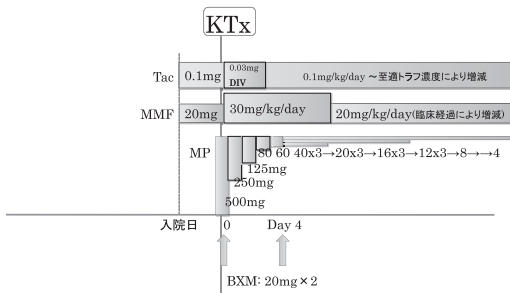 KTx
Tac 0.1mg 0.03mg DIV 0.1mg/kg/day ～至適トラフ濃度により増減
MMF 20mg 30mg/kg/day 20mg/kg/day(臨床経過により増減)
MP 80 60 40x3→20x3→16x3→12x3→8→→4
125mg
250mg
500mg
入院日 0 Day 4
BXM: 20mg×2